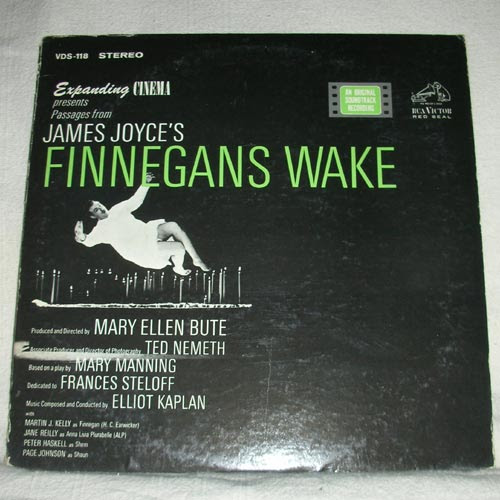 VDS-118 STEREO
Expanding CINEMA
presents
Passages from
JAMES JOYCE'S
FINNEGANS WAKE
AN ORIGINAL
SOUNDTRACK
RECORDING
RCA VICTOR
RED SEAL
Produced and Directed by MARY ELLEN BUTE
Associate Producer and Director of Photography TED NEMETH
Based on a play by MARY MANNING
Dedicated to FRANCES STELOFF
Music Composed and Conducted by ELLIOT KAPLAN
with
MARTIN J. KELLY as Finnegan (H. C. Earwicker)
JANE REILLY as Anna Livia Plurabelle (ALP)
PETER HASKELL as Shem
PAGE JOHNSON as Shaun